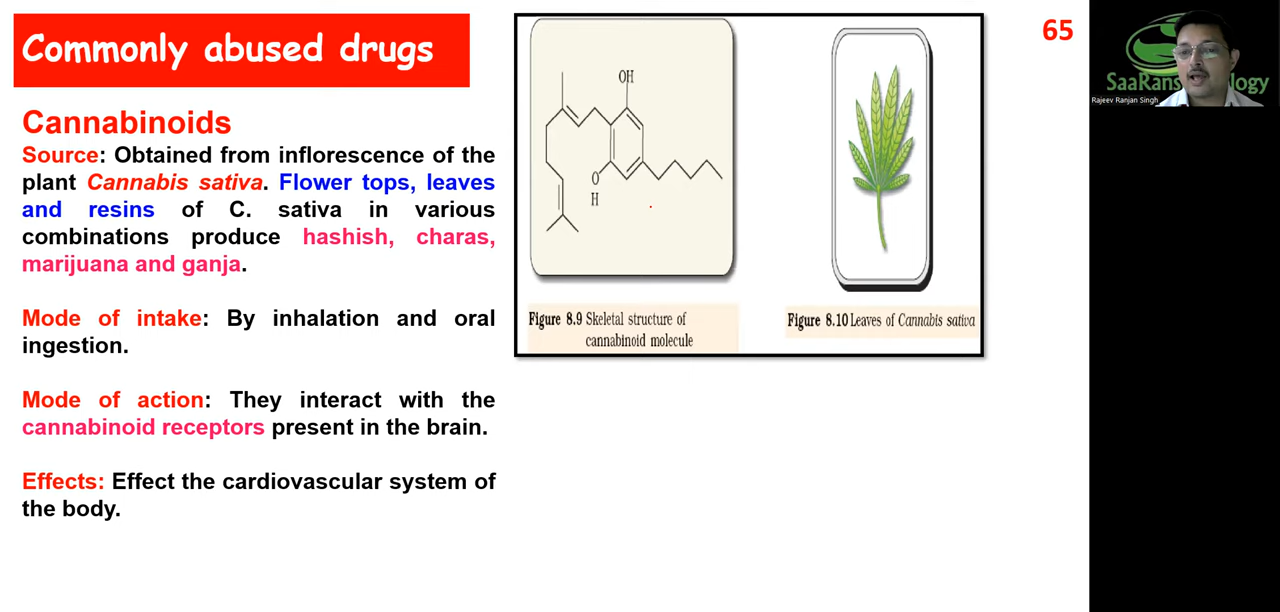 Commonly abused drugs
Cannabinoids
Source: Obtained from inflorescence of the
plant Cannabis sativa. Flower tops, leaves
and resins of C. sativa in various
combinations produce hashish, charas,
marijuana and ganja.
Mode of intake: By inhalation and oral
ingestion.
Mode of action: They interact with the
cannabinoid receptors present in the brain.
Effects: Effect the cardiovascular system of
the body.
OH
O
H
Figure 8.9 Skeletal structure of
cannabinoid molecule
Figure 8.10 Leaves of Cannabis sativa
65
Rajeev Ranjan Singh